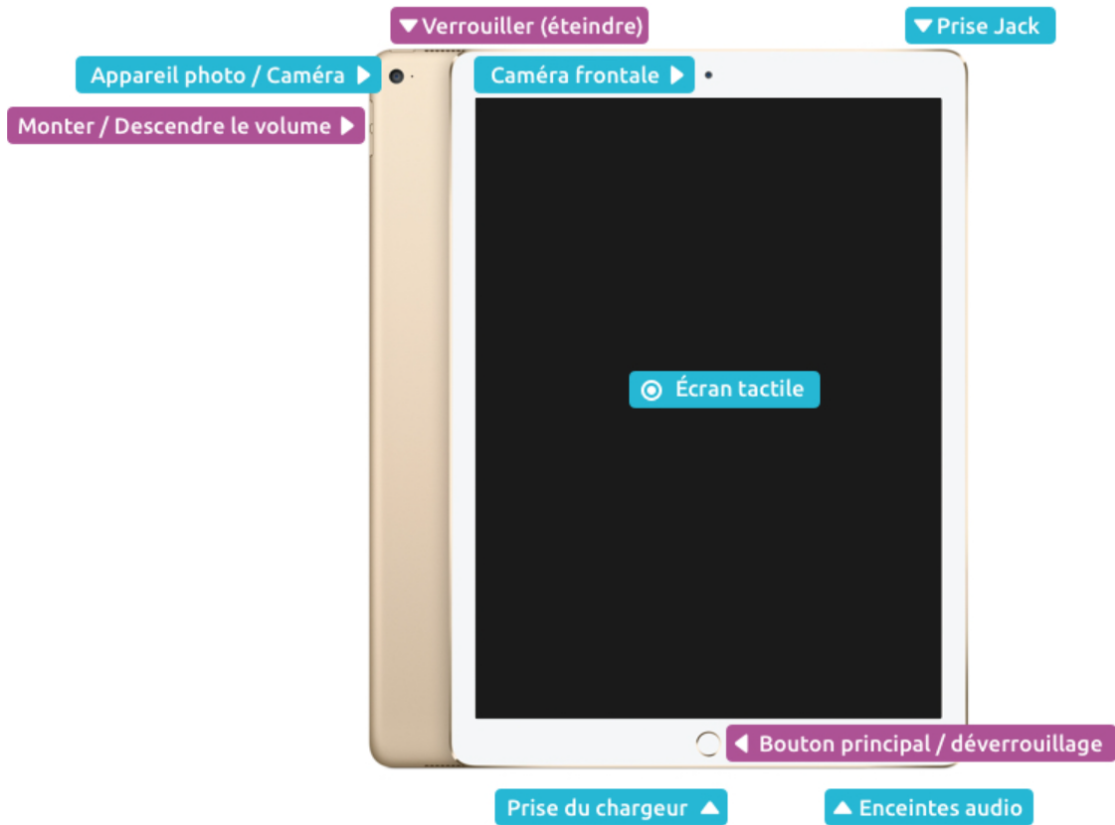 Verrouiller (éteindre)
Prise Jack
Appareil photo / Caméra
Caméra frontale
Monter / Descendre le volume
Écran tactile
Bouton principal / déverrouillage
Prise du chargeur
Enceintes audio